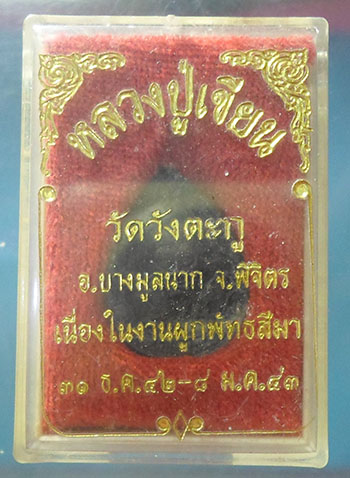 หลวงปู่เขียน
วัดวังตะกู
อ.บางมูลนาก จ.พิจิตร
เนื่องในงานผูกพัทธสีมา
๓๑ ธ.ค.๔๒-๘ ม.ค.๔๓